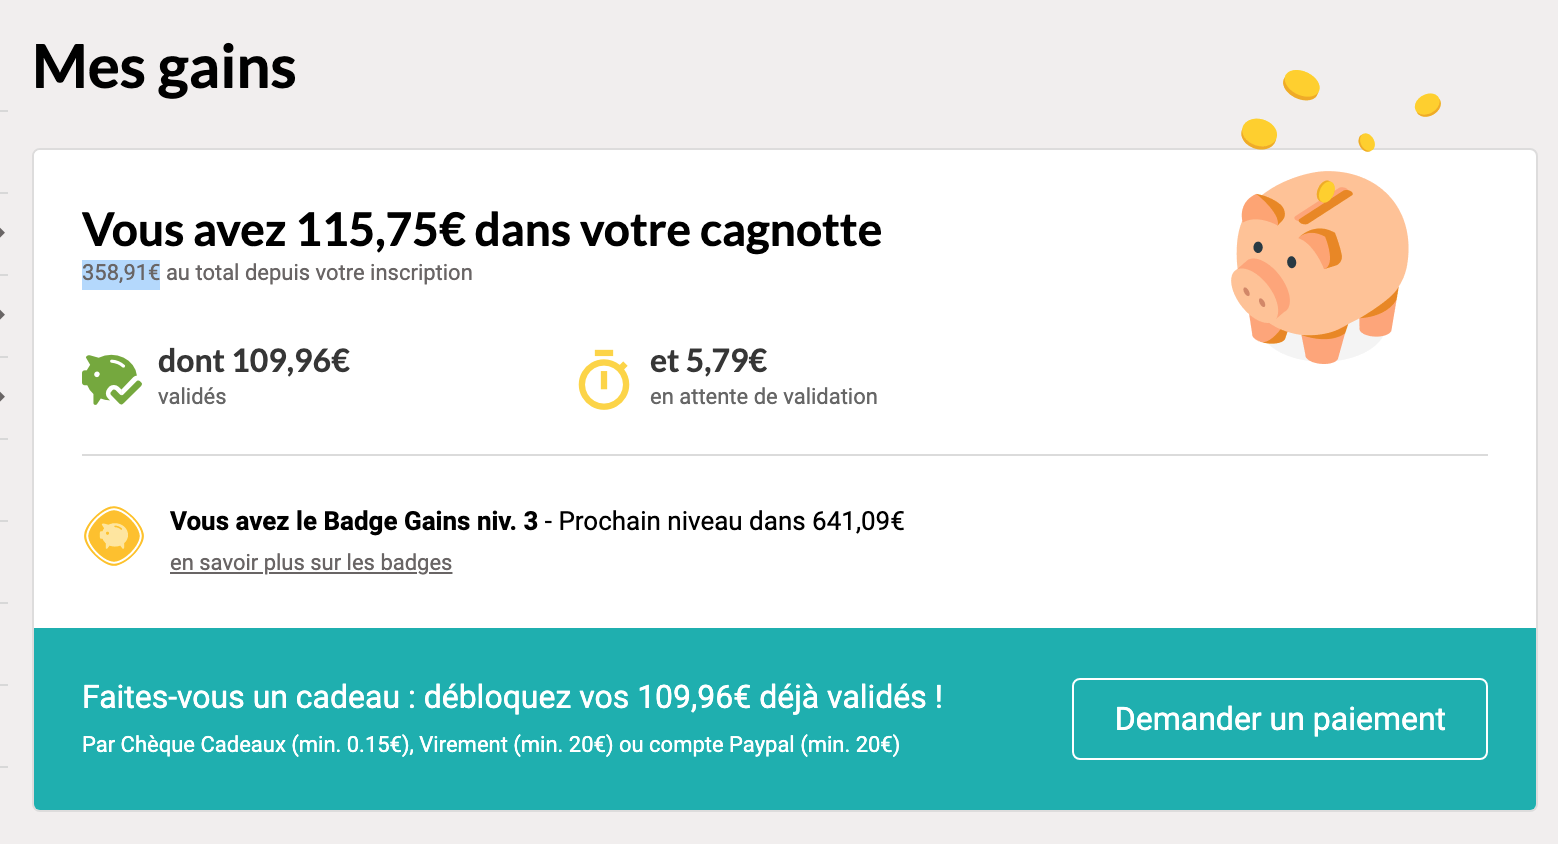 Mes gains
Vous avez 115,75€ dans votre cagnotte
358,91€ au total depuis votre inscription
dont 109,96€
validés
et 5,79€
en attente de validation
Vous avez le Badge Gains niv. 3 - Prochain niveau dans 641,09€
en savoir plus sur les badges
Faites-vous un cadeau : débloquez vos 109,96€ déjà validés !
Par Chèque Cadeaux (min. 0.15€), Virement (min. 20€) ou compte Paypal (min. 20€)
Demander un paiement